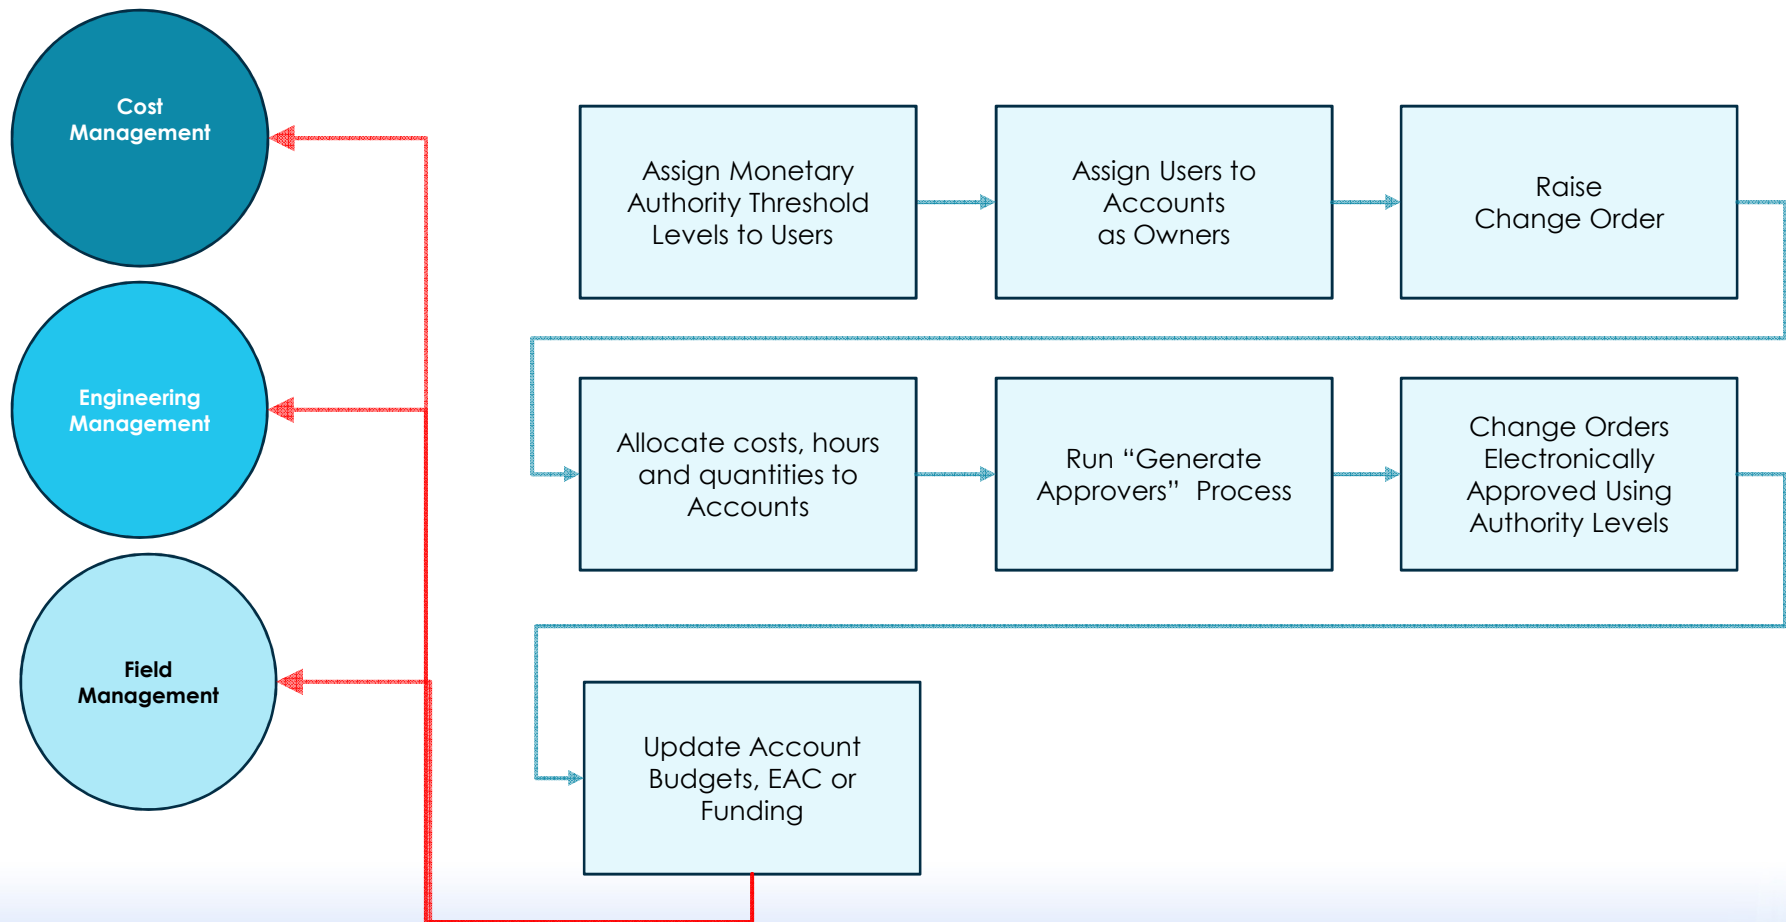 Cost
Management
Assign Monetary
Authority Threshold
Levels to Users
Assign Users to
Accounts
as Owners
Raise
Change Order
Engineering
Management
Allocate costs, hours
and quantities to
Accounts
Run “Generate
Approvers”  Process
Change Orders
Electronically
Approved Using
Authority Levels
Field
Management
Update Account
Budgets, EAC or
Funding